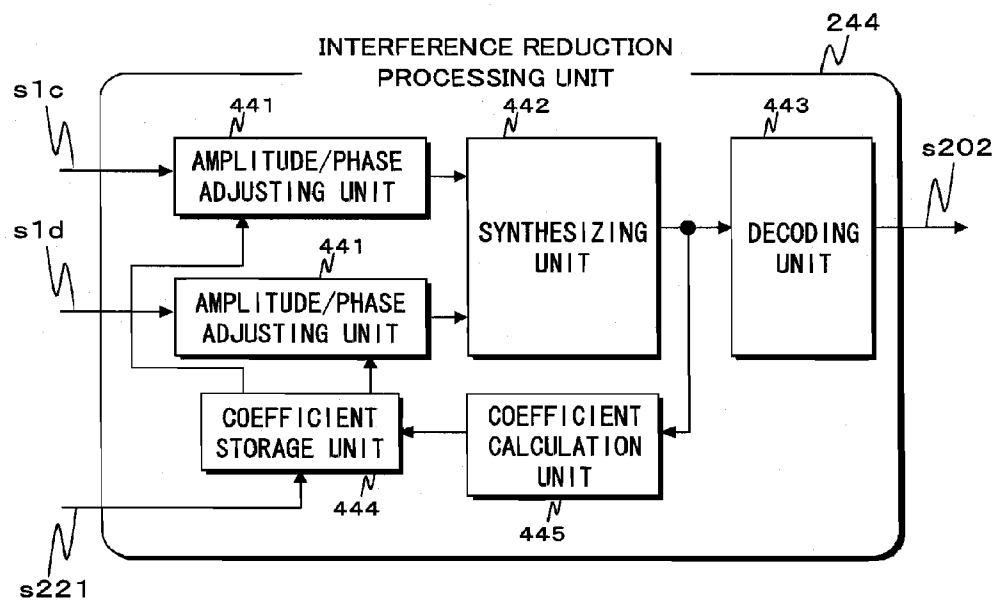 244
INTERFERENCE REDUCTION
PROCESSING UNIT
s1c
441
442
443
AMPLITUDE/PHASE
ADJUSTING UNIT
s202
SYNTHESIZING
UNIT
DECODING
UNIT
s1d
441
AMPLITUDE/PHASE
ADJUSTING UNIT
COEFFICIENT
STORAGE UNIT
COEFFICIENT
CALCULATION
UNIT
444
445
s221